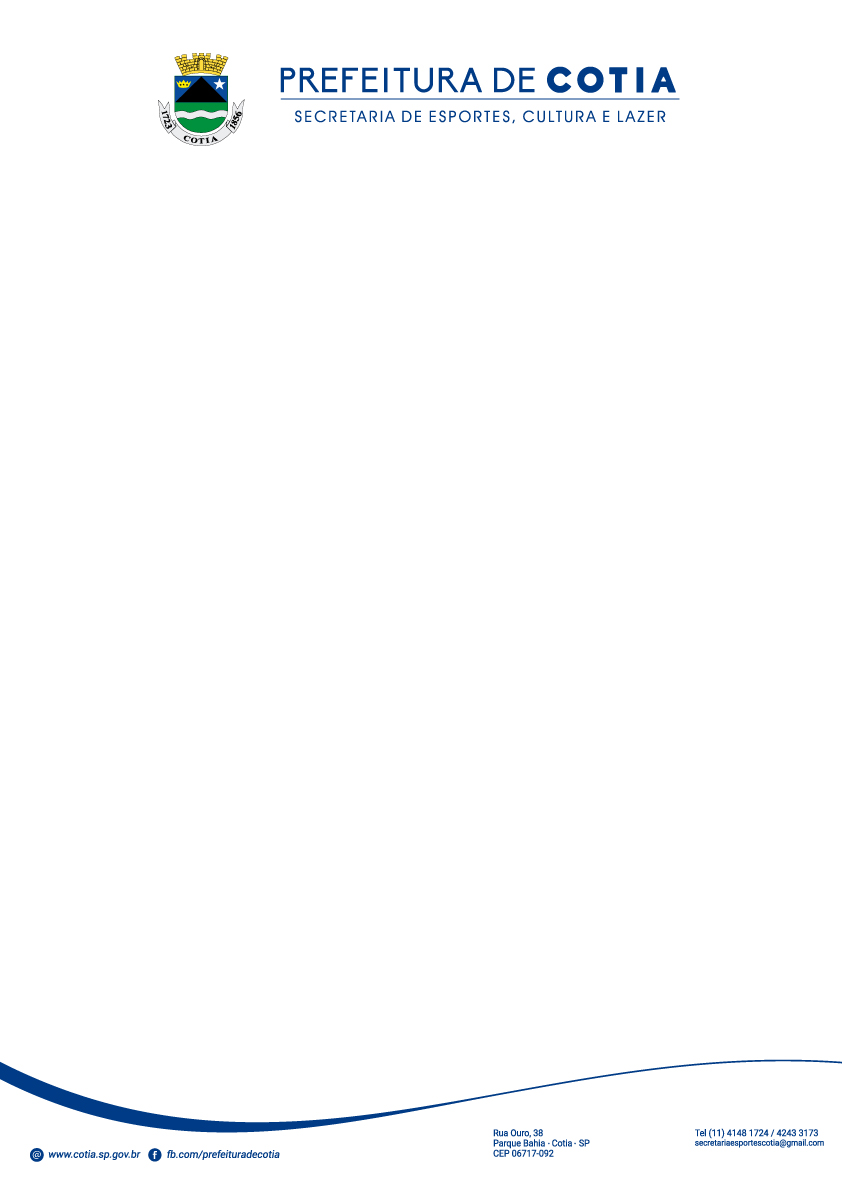 PREFEITURA DE COTIA
SECRETARIA DE ESPORTES, CULTURA E LAZER
1723
COTIA
1856
Rua Ouro, 38
Parque Bahia - Cotia - SP
CEP 06717-092
Tel (11) 4148 1724 / 4243 3173
secretariaesportescotia@gmail.com
@ www.cotia.sp.gov.br f fb.com/prefeituradecotia